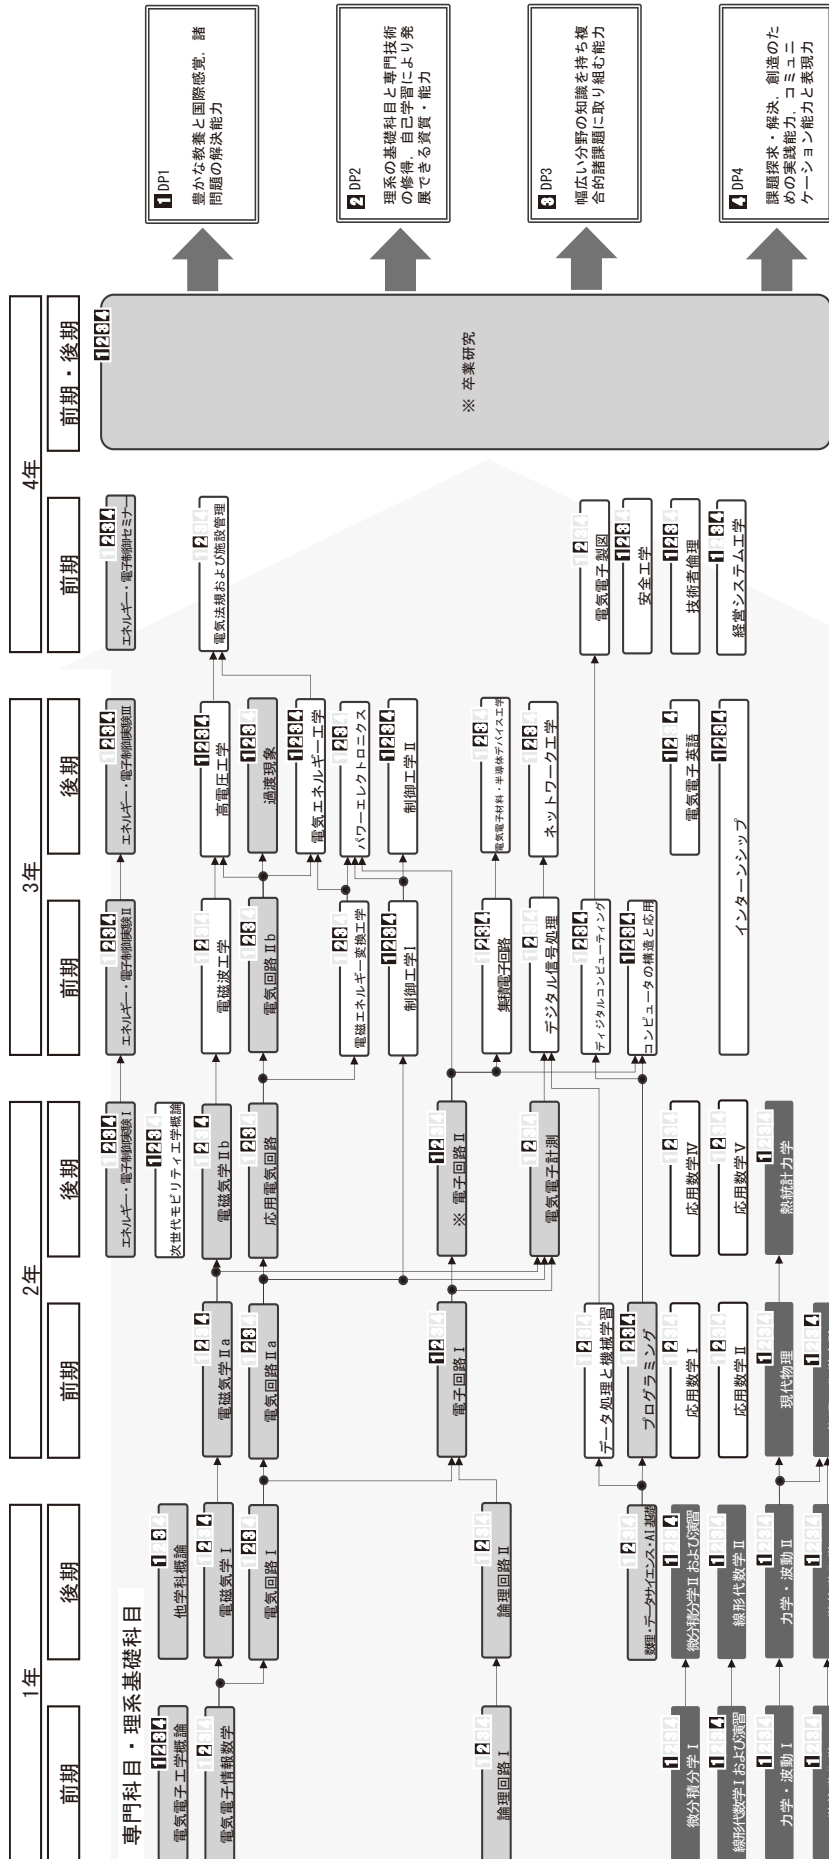 1年
2年
3年
4年
前期
後期
前期
後期
前期
後期
前期
前期・後期
専門科目・理系基礎科目
電気電子工学概論
他学科概論
エネルギー・電子制御実験Ⅰ
エネルギー・電子制御実験Ⅱ
エネルギー・電子制御実験Ⅲ
エネルギー・電子制御セミナー
次世代モビリティ工学概論
電気電子情報数学
電磁気学Ⅰ
電磁気学Ⅱa
電磁気学Ⅱb
電磁波工学
高電圧工学
電気法規および施設管理
電気回路Ⅰ
電気回路Ⅱa
応用電気回路
電気回路Ⅱb
過渡現象
電気エネルギー工学
電磁エネルギー変換工学
パワーエレクトロニクス
制御工学Ⅰ
制御工学Ⅱ
電子回路Ⅰ
※ 電子回路Ⅱ
論理回路Ⅰ
論理回路Ⅱ
集積電子回路
電気電子材料・半導体デバイス工学
電気電子計測
デジタル信号処理
ネットワーク工学
データ処理と機械学習
ディジタルコンピューティング
電気電子製図
数理・データサイエンス・AI基礎
プログラミング
コンピュータの構造と応用
安全工学
微分積分学Ⅰ
微分積分学Ⅱおよび演習
応用数学Ⅰ
応用数学Ⅳ
電気電子英語
技術者倫理
線形代数学Ⅰおよび演習
線形代数学Ⅱ
応用数学Ⅱ
応用数学Ⅴ
インターンシップ
経営システム工学
力学・波動Ⅰ
力学・波動Ⅱ
現代物理
熱統計力学
1234
※ 卒業研究
1 DP1
豊かな教養と国際感覚，諸
問題の解決能力
2 DP2
理系の基礎科目と専門技術
の修得，自己学習により発
展できる資質・能力
3 DP3
幅広い分野の知識を持ち複
合的諸課題に取り組む能力
4 DP4
課題探求・解決，創造のた
めの実践能力，コミュニ
ケーション能力と表現力